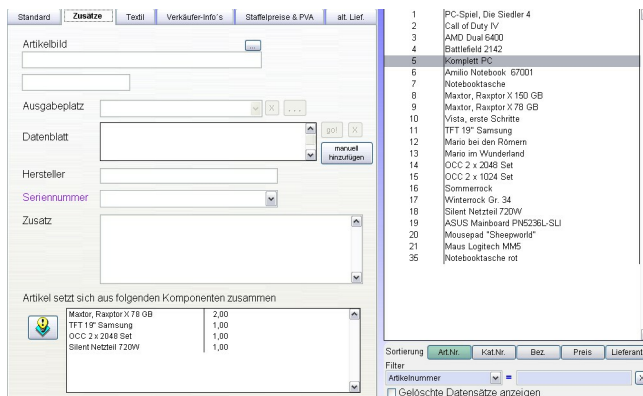 Standard Zusätze Textil Verkäufer-Info´s Staffelpreise & PVA alt. Lief.
Artikelbild ...
Ausgabeplatz X ...
Datenblatt go! X
manuell
hinzufügen
Hersteller
Seriennummer
Zusatz
Artikel setzt sich aus folgenden Komponenten zusammen
Maxtor, Raxptor X 78 GB 2,00
TFT 19" Samsung 1,00
OCC 2 x 2048 Set 1,00
Silent Netzteil 720W 1,00
1 PC-Spiel, Die Siedler 4
2 Call of Duty IV
3 AMD Dual 6400
4 Battlefield 2142
5 Komplett PC
6 Amilio Notebook 67001
7 Notebooktasche
8 Maxtor, Raxptor X 150 GB
9 Maxtor, Raxptor X 78 GB
10 Vista, erste Schritte
11 TFT 19" Samsung
12 Mario bei den Römern
13 Mario im Wunderland
14 OCC 2 x 2048 Set
15 OCC 2 x 1024 Set
16 Sommerrock
17 Winterrock Gr. 34
18 Silent Netzteil 720W
19 ASUS Mainboard PN5236L-SLI
20 Mousepad "Sheepworld"
21 Maus Logitech MM5
35 Notebooktasche rot
Sortierung Art.Nr. Kat.Nr. Bez. Preis Lieferant
Filter
Artikelnummer =
Gelöschte Datensätze anzeigen